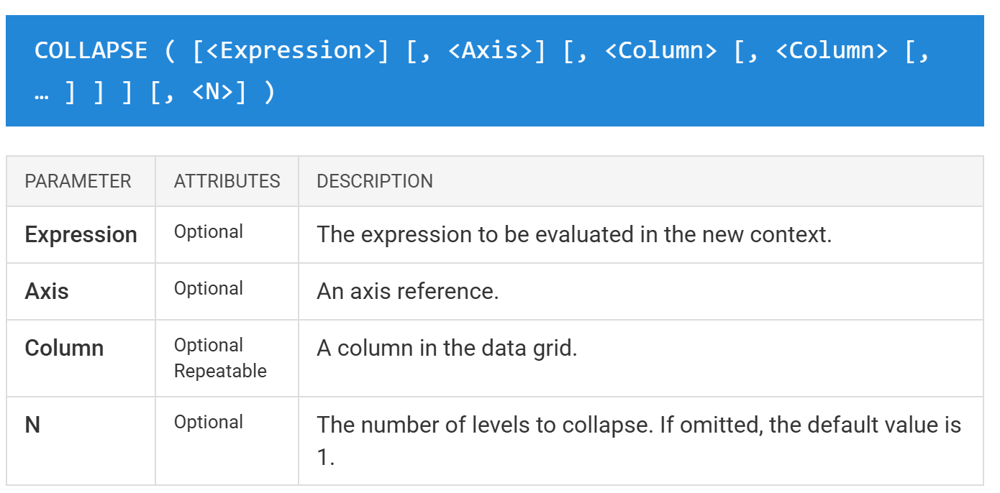 COLLAPSE ( [<Expression>] [, <Axis>] [, <Column> [, <Column> [,
… ] ] ] [, <N>] )
PARAMETER ATTRIBUTES DESCRIPTION
Expression Optional The expression to be evaluated in the new context.
Axis Optional An axis reference.
Column Optional A column in the data grid.
Repeatable
N Optional The number of levels to collapse. If omitted, the default value is
1.